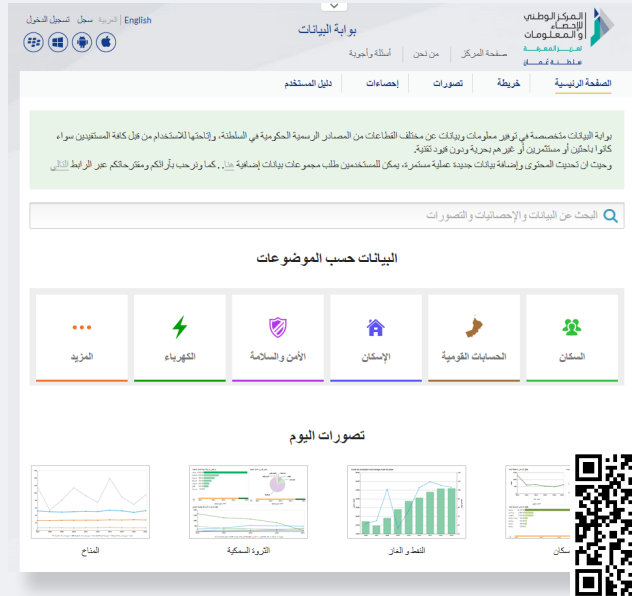 English | العربية سجل تسجيل الدخول
المركز الوطني
للإحصاء
والمعلومات
سلطنة عُمان
بوابة البيانات
صفحة المركز | من نحن | أسئلة وأجوبة
الصفحة الرئيسية | خريطة | تصورات | إحصاءات | دليل المستخدم
بوابة البيانات متخصصة في توفير معلومات وبيانات عن مختلف القطاعات من المصادر الرسمية الحكومية في السلطنة، وإتاحتها للاستخدام من قبل كافة المستفيدين سواء
كانوا باحثين أو مستثمرين أو غيرهم بحرية ودون قيود تقنية.
وحيث ان تحديث المحتوى وإضافة بيانات جديدة عملية مستمرة، يمكن للمستخدمين طلب مجموعات بيانات إضافية هنا.. كما ونرحب بآرائكم ومقترحاتكم عبر الرابط التالي
البحث عن البيانات والإحصائيات والتصورات
البيانات حسب الموضوعات
السكان
الحسابات القومية
الإسكان
الأمن والسلامة
الكهرباء
المزيد
تصورات اليوم
سكان
النفط و الغاز
الثروة السمكية
المناخ